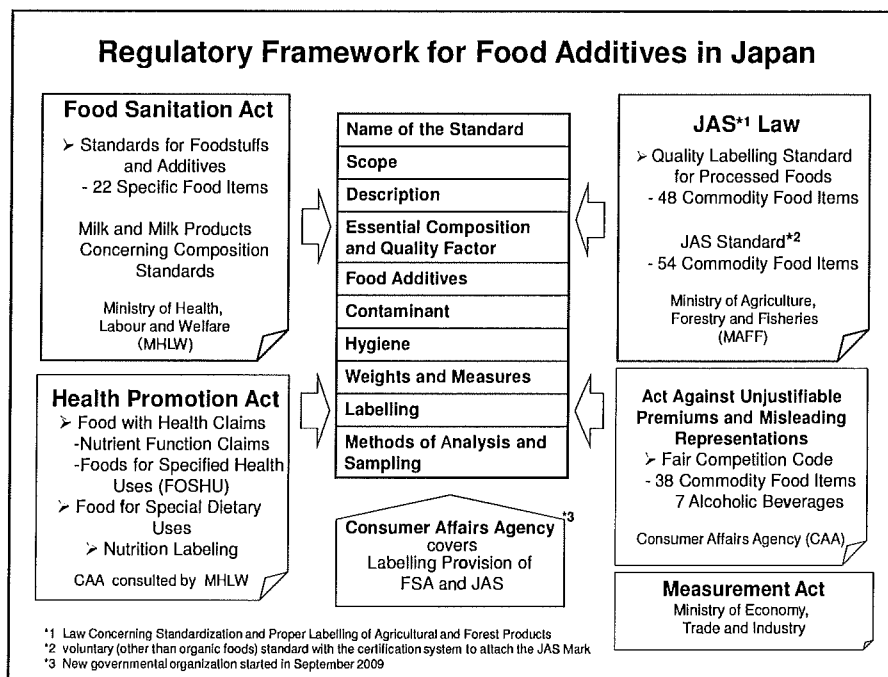 Regulatory Framework for Food Additives in Japan
Food Sanitation Act
➢ Standards for Foodstuffs
and Additives
- 22 Specific Food Items
Milk and Milk Products
Concerning Composition
Standards
Ministry of Health,
Labour and Welfare
(MHLW)
Health Promotion Act
➢ Food with Health Claims
-Nutrient Function Claims
-Foods for Specified Health
Uses (FOSHU)
➢ Food for Special Dietary
Uses
➢ Nutrition Labeling
CAA consulted by MHLW
Name of the Standard
Scope
Description
Essential Composition
and Quality Factor
Food Additives
Contaminant
Hygiene
Weights and Measures
Labelling
Methods of Analysis and
Sampling
*3
Consumer Affairs Agency
covers
Labelling Provision of
FSA and JAS
JAS*1 Law
➢ Quality Labelling Standard
for Processed Foods
- 48 Commodity Food Items
JAS Standard*2
- 54 Commodity Food Items
Ministry of Agriculture,
Forestry and Fisheries
(MAFF)
Act Against Unjustifiable
Premiums and Misleading
Representations
➢ Fair Competition Code
- 38 Commodity Food Items
7 Alcoholic Beverages
Consumer Affairs Agency (CAA)
Measurement Act
Ministry of Economy,
Trade and Industry
*1 Law Concerning Standardization and Proper Labelling of Agricultural and Forest Products
*2 voluntary (other than organic foods) standard with the certification system to attach the JAS Mark
*3 New governmental organization started in September 2009